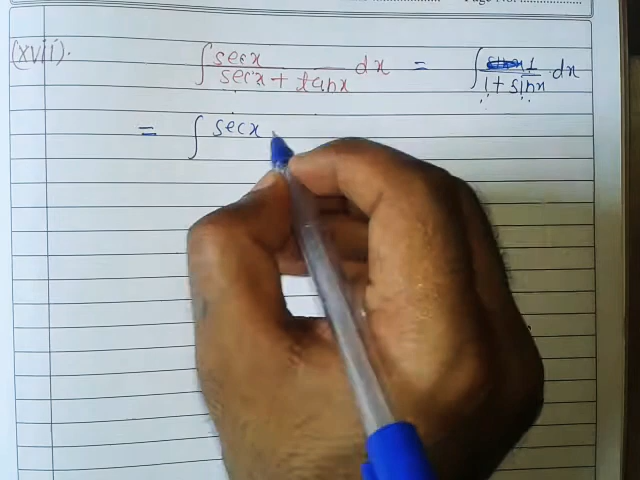 (xvii). ∫ secx / secx + tanx dx = ∫ 1 / 1 + sinx dx
= ∫ secx